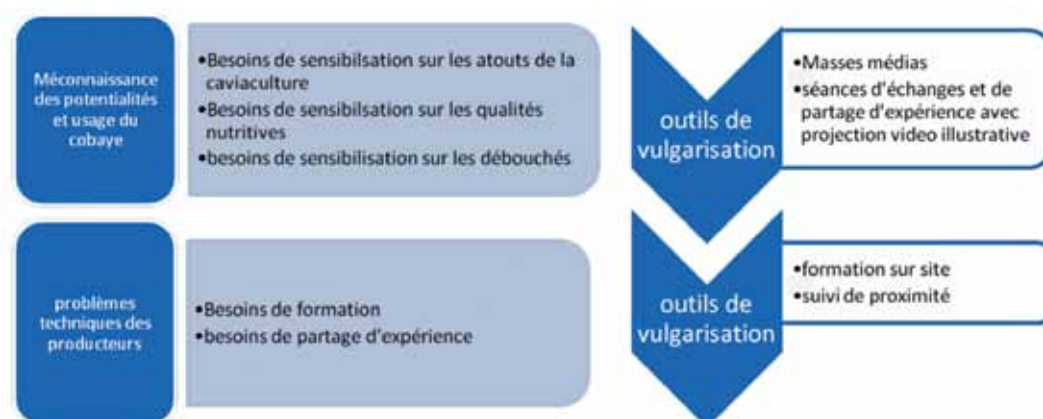 Méconnaissance
des potentialités
et usage du
cobaye
•Besoins de sensibilsation sur les atouts de la
caviaculture
•Besoins de sensibilsation sur les qualités
nutritives
•besoins de sensibilisation sur les débouchés
outils de
vulgarisation
•Masses médias
•séances d'échanges et de
partage d'expérience avec
projection video illustrative
problèmes
techniques des
producteurs
•Besoins de formation
•besoins de partage d'expérience
outils de
vulgarisation
•formation sur site
•suivi de proximité